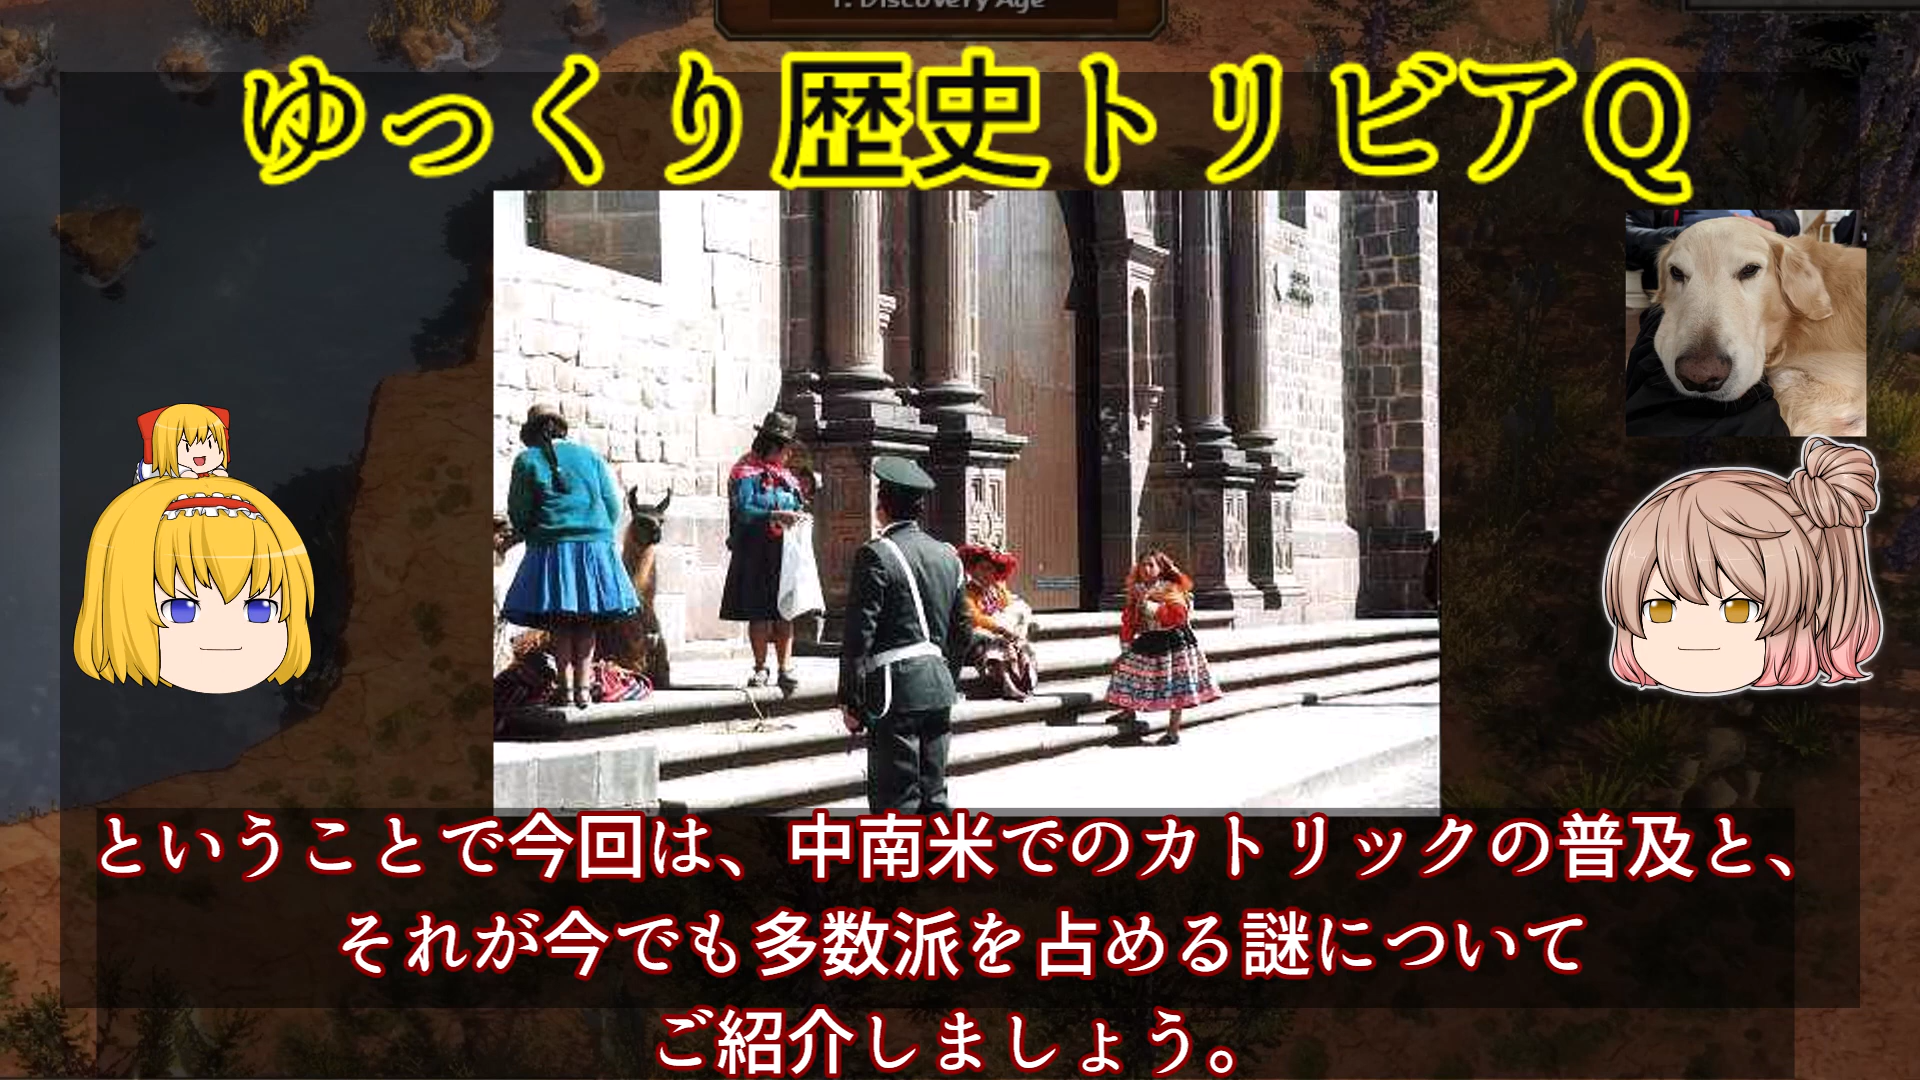 1. Discovery Age
ゆっくり歴史トリビアQ
ということで今回は、中南米でのカトリックの普及と、
それが今でも多数派を占める謎について
ご紹介しましょう。